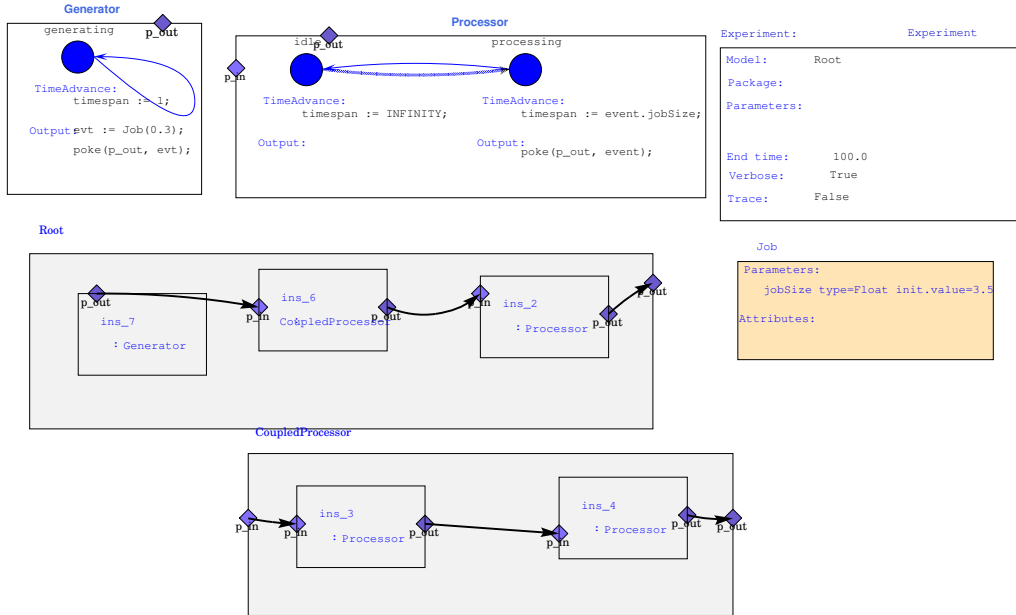 Generator
p_out
generating
TimeAdvance:
timespan := 1;
Output:
evt := Job(0.3);
poke(p_out, evt);
Processor
p_out
p_in
idle
processing
TimeAdvance:
timespan := INFINITY;
Output:
TimeAdvance:
timespan := event.jobSize;
Output:
poke(p_out, event);
Experiment: Experiment
Model: Root
Package:
Parameters:
End time: 100.0
Verbose: True
Trace: False
Root
p_out
ins_7
: Generator
p_in
ins_6
: CoupledProcessor
p_out
p_in
ins_2
: Processor
p_out
p_out
Job
Parameters:
jobSize type=Float init.value=3.5
Attributes:
CoupledProcessor
p_in
p_in
ins_3
: Processor
p_out
p_in
ins_4
: Processor
p_out
p_out